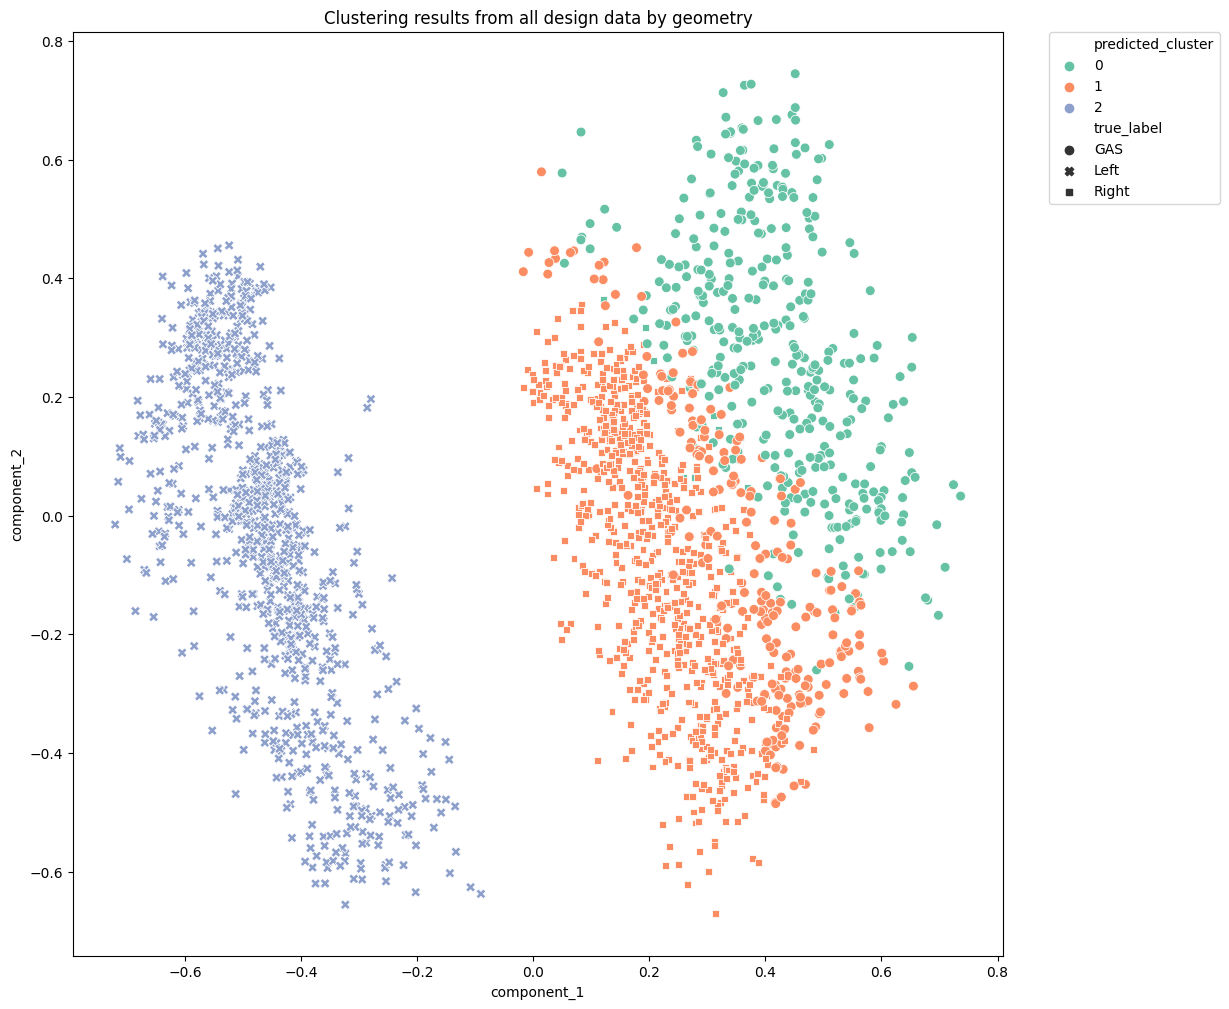 Clustering results from all design data by geometry
0.8
0.6
0.4
0.2
0.0
−0.2
−0.4
−0.6
component_2
−0.6
−0.4
−0.2
0.0
0.2
0.4
0.6
0.8
component_1
predicted_cluster
0
1
2
true_label
GAS
Left
Right